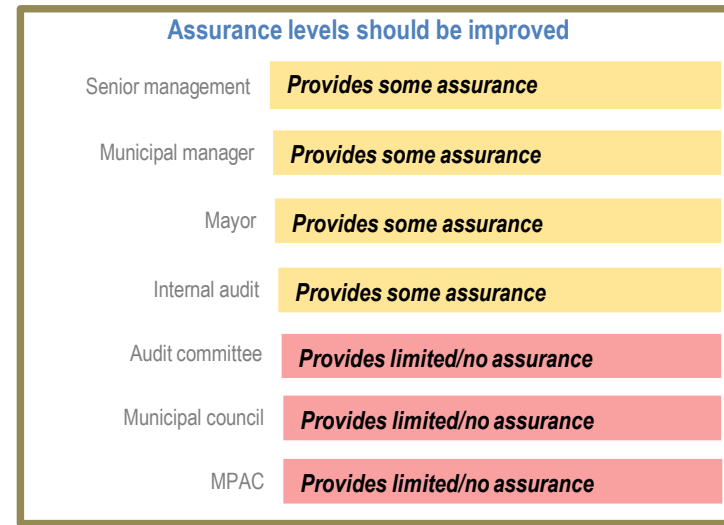 Assurance levels should be improved
Senior management Provides some assurance
Municipal manager Provides some assurance
Mayor Provides some assurance
Internal audit Provides some assurance
Audit committee Provides limited/no assurance
Municipal council Provides limited/no assurance
MPAC Provides limited/no assurance